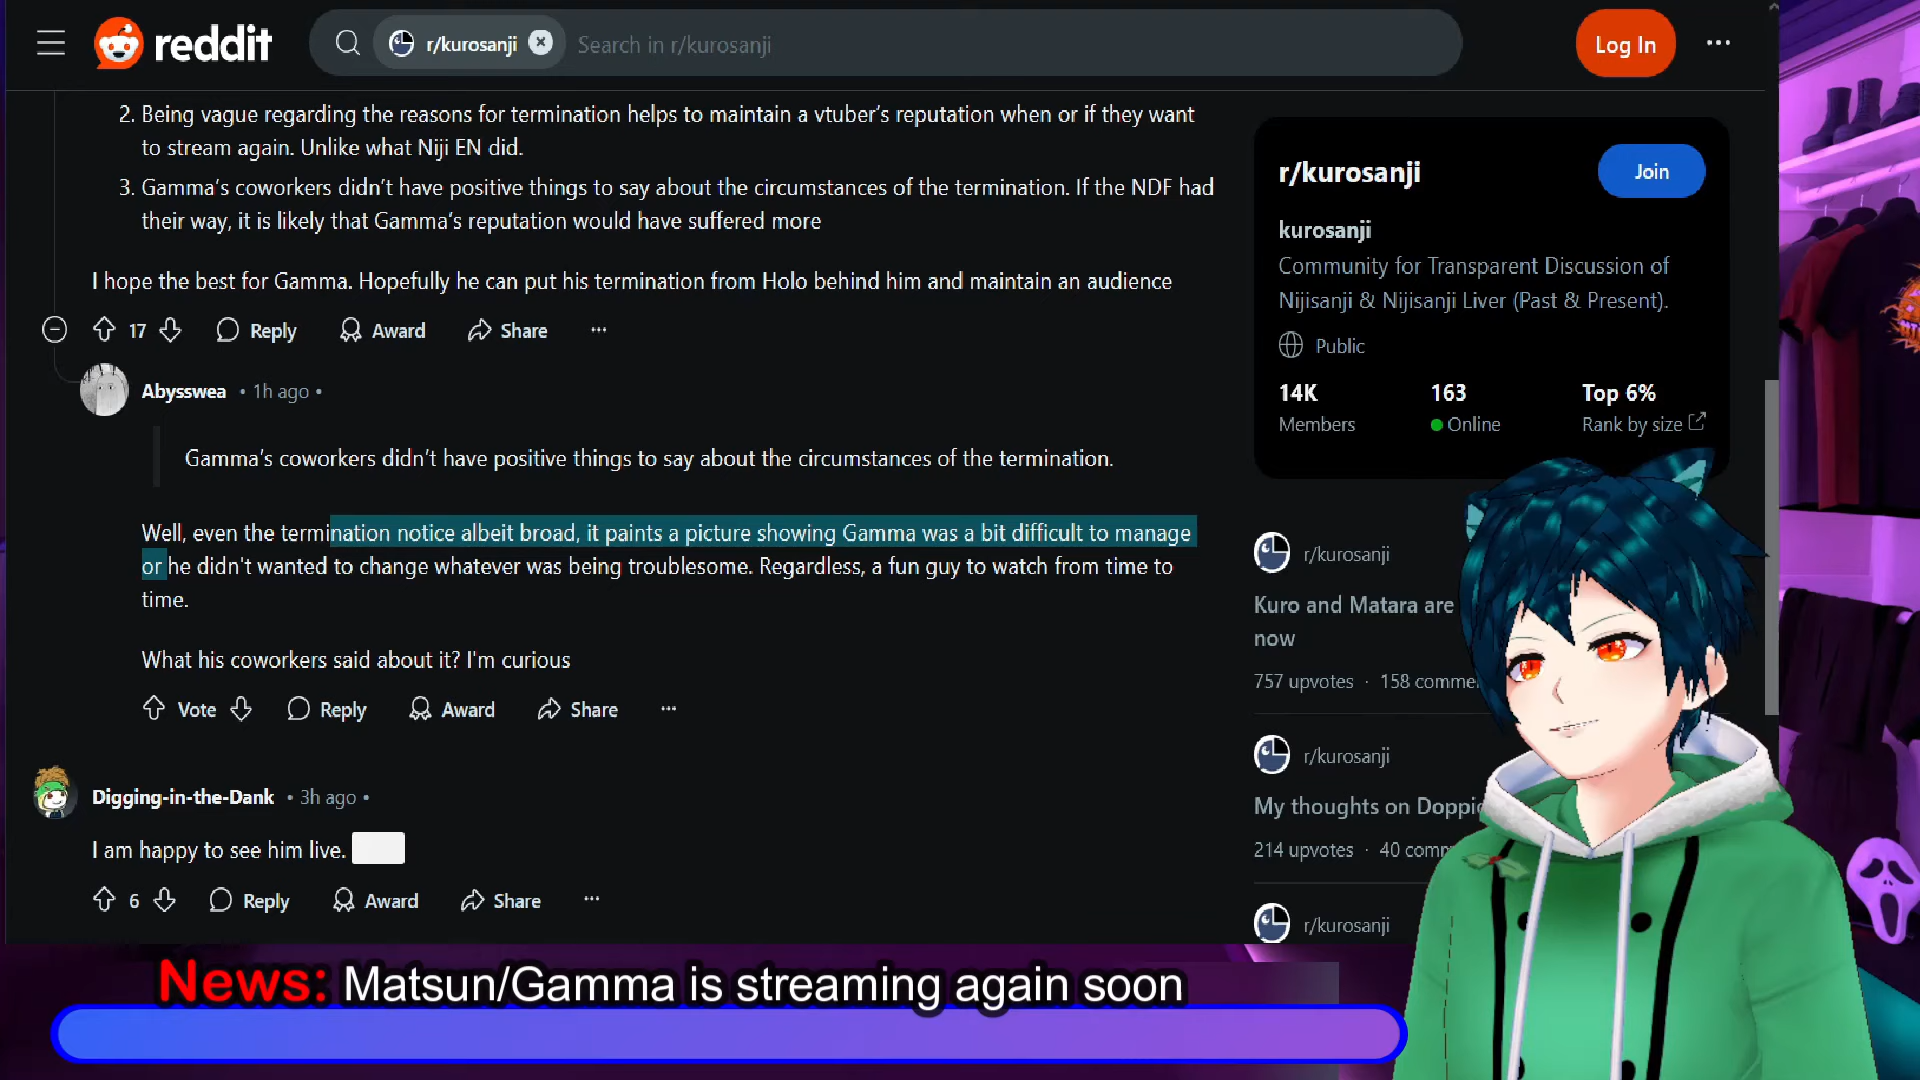 reddit
r/kurosanji
Search in r/kurosanji
Log In
2. Being vague regarding the reasons for termination helps to maintain a vtuber's reputation when or if they want
to stream again. Unlike what Niji EN did.
3. Gamma's coworkers didn't have positive things to say about the circumstances of the termination. If the NDF had
their way, it is likely that Gamma's reputation would have suffered more
I hope the best for Gamma. Hopefully he can put his termination from Holo behind him and maintain an audience
17 Reply Award Share
Abysswea • 1h ago •
Gamma's coworkers didn't have positive things to say about the circumstances of the termination.
Well, even the termination notice albeit broad, it paints a picture showing Gamma was a bit difficult to manage
or he didn't wanted to change whatever was being troublesome. Regardless, a fun guy to watch from time to
time.
What his coworkers said about it? I'm curious
Vote Reply Award Share
Digging-in-the-Dank • 3h ago •
I am happy to see him live.
6 Reply Award Share
r/kurosanji
Join
kurosanji
Community for Transparent Discussion of
Nijisanji & Nijisanji Liver (Past & Present).
Public
14K 163 Top 6%
Members Online Rank by size
r/kurosanji
Kuro and Matara are
now
757 upvotes · 158
r/kurosanji
My thoughts on
214 upvotes · 40
r/kurosanji
News: Matsun/Gamma is streaming again soon